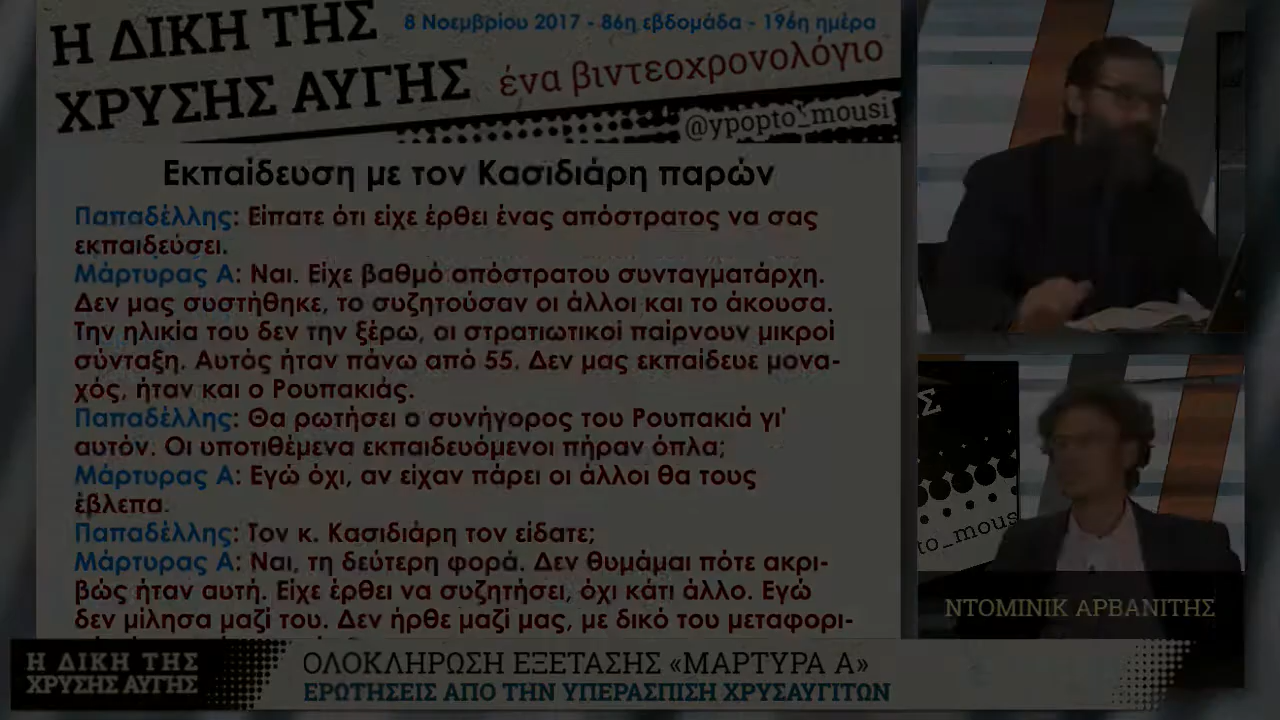 Η ΔΙΚΗ ΤΗΣ
8 Νοεμβρίου 2017 - 86η εβδομάδα - 196η ημέρα
ΧΡΥΣΗΣ ΑΥΓΗΣ
ένα βιντεοχρονολόγιο
@ypopto_mousi
Εκπαίδευση με τον Κασιδιάρη παρών
Παπαδέλλης: Είπατε ότι είχε έρθει ένας απόστρατος να σας
εκπαιδεύσει.
Μάρτυρας Α: Ναι. Είχε βαθμό απόστρατου συνταγματάρχη.
Δεν μας συστήθηκε, το συζητούσαν οι άλλοι και το άκουσα.
Την ηλικία του δεν την ξέρω, οι στρατιωτικοί παίρνουν μικροί
σύνταξη. Αυτός ήταν πάνω από 55. Δεν μας εκπαίδευε μονα-
χός, ήταν και ο Ρουπακιάς.
Παπαδέλλης: Θα ρωτήσει ο συνήγορος του Ρουπακιά γι'
αυτόν. Οι υποτιθέμενα εκπαιδευόμενοι πήραν όπλα;
Μάρτυρας Α: Εγώ όχι, αν είχαν πάρει οι άλλοι θα τους
έβλεπα.
Παπαδέλλης: Τον κ. Κασιδιάρη τον είδατε;
Μάρτυρας Α: Ναι, τη δεύτερη φορά. Δεν θυμάμαι πότε ακρι-
βώς ήταν αυτή. Είχε έρθει να συζητήσει, όχι κάτι άλλο. Εγώ
δεν μίλησα μαζί του. Δεν ήρθε μαζί μας, με δικό του μεταφορι-
Σ
to_mous
ΝΤΟΜΙΝΙΚ ΑΡΒΑΝΙΤΗΣ
Η ΔΙΚΗ ΤΗΣ
ΧΡΥΣΗΣ ΑΥΓΗΣ
ΟΛΟΚΛΗΡΩΣΗ ΕΞΕΤΑΣΗΣ «ΜΑΡΤΥΡΑ Α»
ΕΡΩΤΗΣΕΙΣ ΑΠΟ ΤΗΝ ΥΠΕΡΑΣΠΙΣΗ ΧΡΥΣΑΥΓΙΤΩΝ